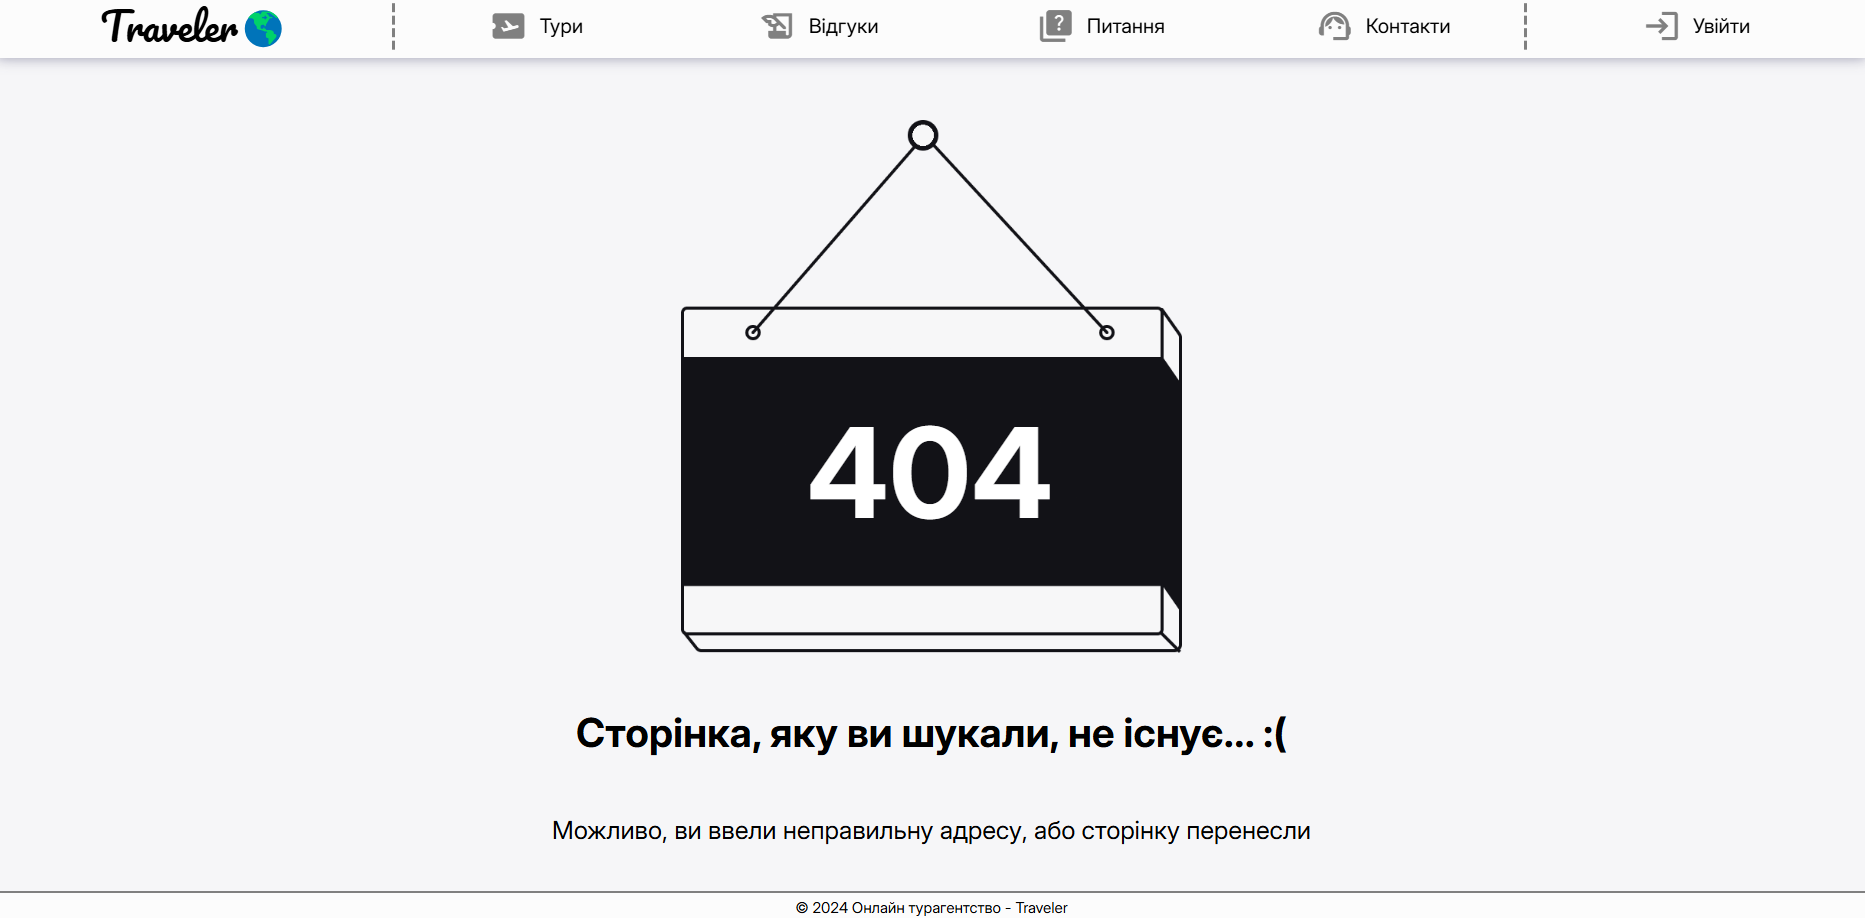 Traveler
Тури
Відгуки
Питання
Контакти
Увійти
404
Сторінка, яку ви шукали, не існує... :(
Можливо, ви ввели неправильну адресу, або сторінку перенесли
© 2024 Онлайн турагентство - Traveler